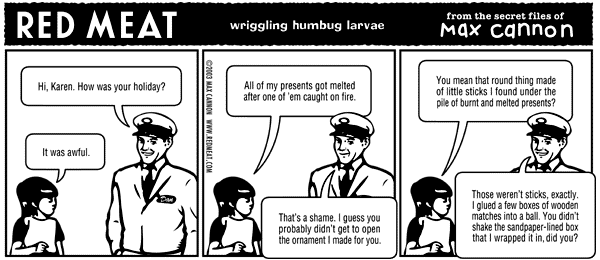 RED MEAT
wriggling humbug larvae
from the secret files of
Max cannon
Hi, Karen. How was your holiday?
It was awful.
Dan
©2003 MAX CANNON WWW.REDMEAT.COM
All of my presents got melted
after one of 'em caught on fire.
That's a shame. I guess you
probably didn't get to open
the ornament I made for you.
You mean that round thing made
of little sticks I found under the
pile of burnt and melted presents?
Those weren't sticks, exactly.
I glued a few boxes of wooden
matches into a ball. You didn't
shake the sandpaper-lined box
that I wrapped it in, did you?